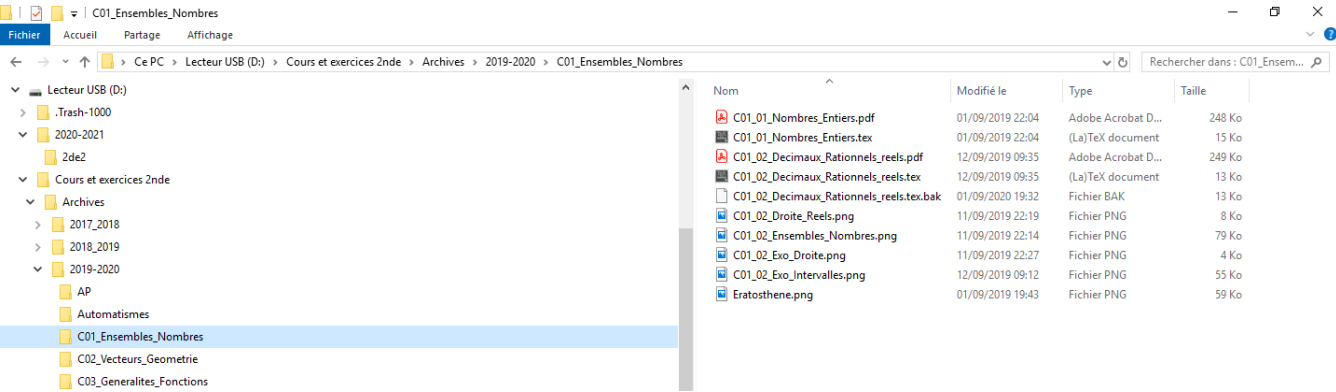 C01_Ensembles_Nombres
Fichier Accueil Partage Affichage
Ce PC > Lecteur USB (D:) > Cours et exercices 2nde > Archives > 2019-2020 > C01_Ensembles_Nombres
Rechercher dans : C01_Ensem...
Lecteur USB (D:)
.Trash-1000
2020-2021
2de2
Cours et exercices 2nde
Archives
2017_2018
2018_2019
2019-2020
AP
Automatismes
C01_Ensembles_Nombres
C02_Vecteurs_Geometrie
C03_Generalites_Fonctions
Nom Modifié le Type Taille
C01_01_Nombres_Entiers.pdf 01/09/2019 22:04 Adobe Acrobat D... 248 Ko
C01_01_Nombres_Entiers.tex 01/09/2019 22:04 (La)TeX document 15 Ko
C01_02_Decimaux_Rationnels_reels.pdf 12/09/2019 09:35 Adobe Acrobat D... 249 Ko
C01_02_Decimaux_Rationnels_reels.tex 12/09/2019 09:35 (La)TeX document 13 Ko
C01_02_Decimaux_Rationnels_reels.tex.bak 01/09/2020 19:32 Fichier BAK 13 Ko
C01_02_Droite_Reels.png 11/09/2019 22:19 Fichier PNG 8 Ko
C01_02_Ensembles_Nombres.png 11/09/2019 22:14 Fichier PNG 79 Ko
C01_02_Exo_Droite.png 11/09/2019 22:27 Fichier PNG 4 Ko
C01_02_Exo_Intervalles.png 12/09/2019 09:12 Fichier PNG 55 Ko
Eratosthene.png 01/09/2019 19:43 Fichier PNG 59 Ko